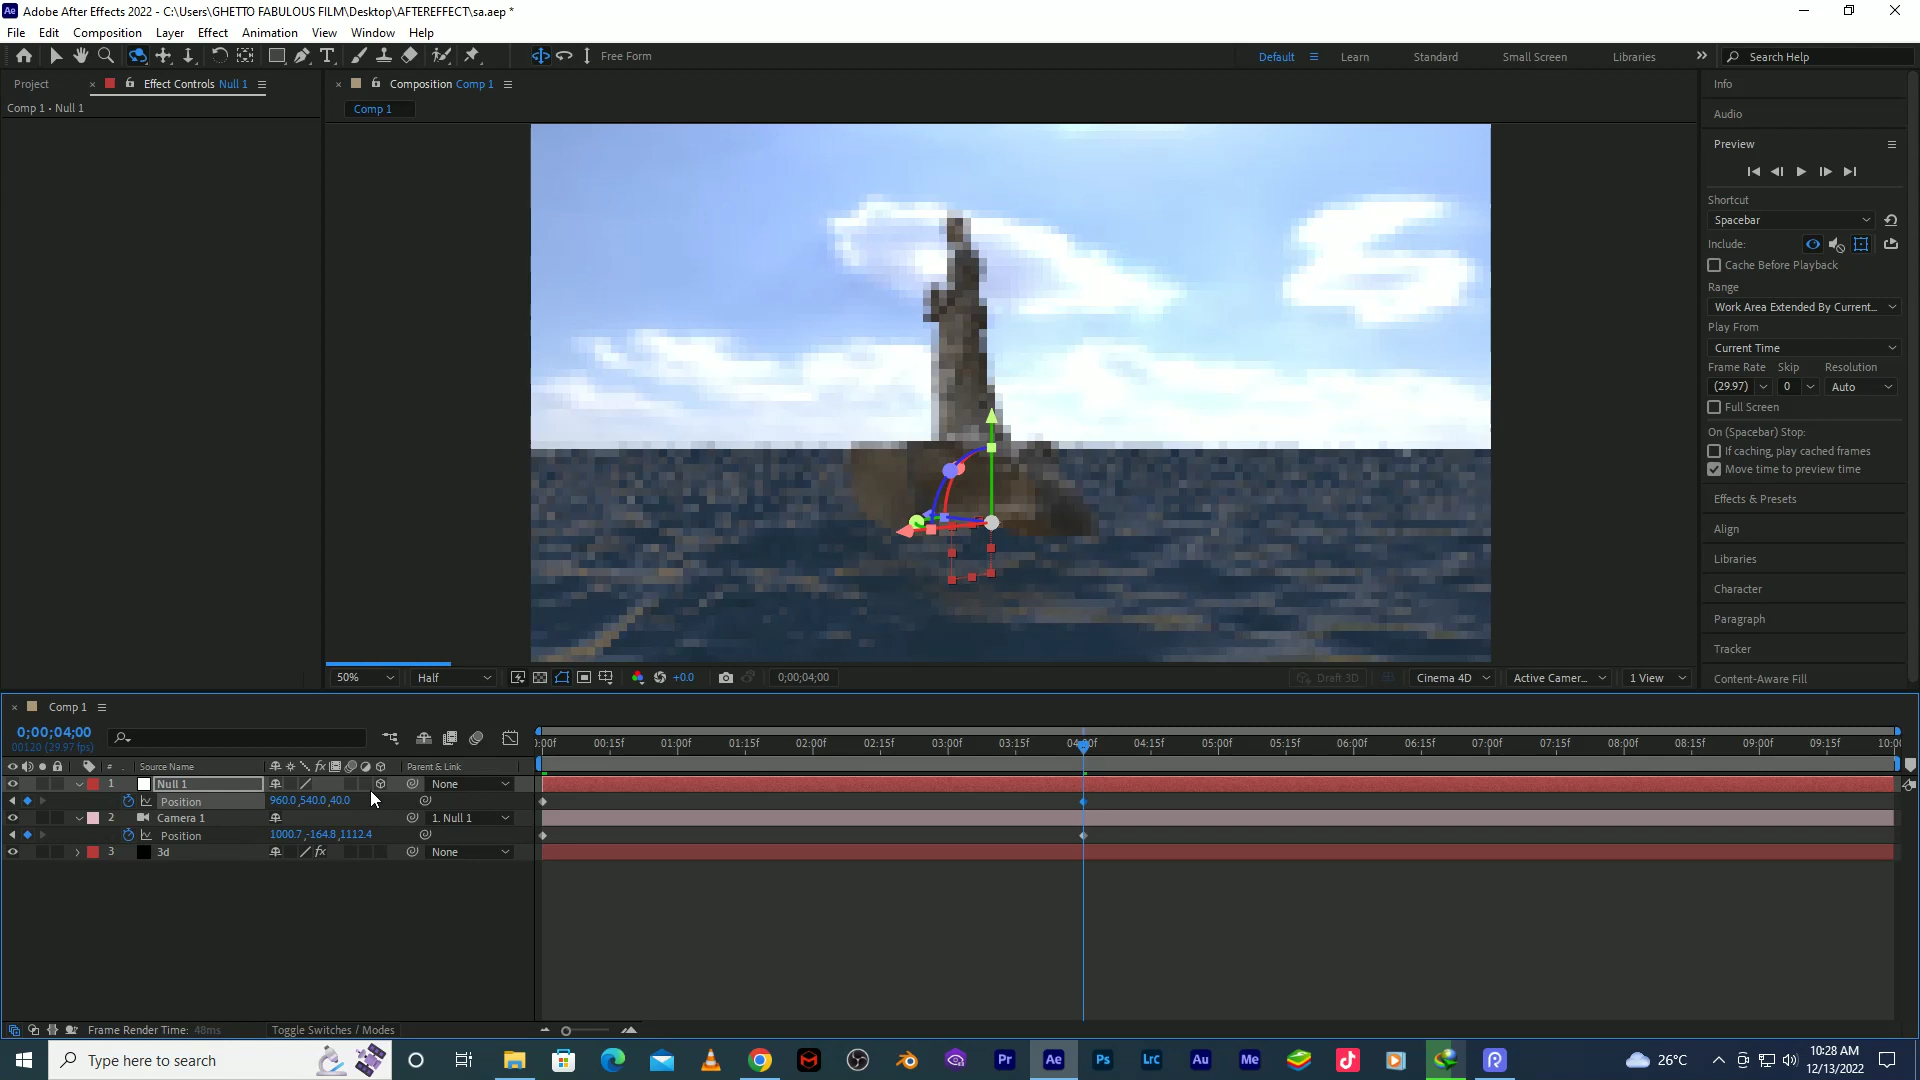 Adobe After Effects 2022 - C:\Users\GHETTO FABULOUS FILM\Desktop\AFTEREFFECT\sa.aep *
File Edit Composition Layer Effect Animation View Window Help
Free Form Default Learn Standard Small Screen Libraries Search Help
Project Effect Controls Null 1
Composition Comp 1
Comp 1 • Null 1
Comp 1
Info
Audio
Preview
Shortcut
Spacebar
Include:
Cache Before Playback
Range
Work Area Extended By Current...
Play From
Current Time
Frame Rate Skip Resolution
(29.97) 0 Auto
Full Screen
On (Spacebar) Stop:
If caching, play cached frames
Move time to preview time
Effects & Presets
Align
Libraries
Character
Paragraph
Tracker
Content-Aware Fill
50% Half +0.0 0;00;04;00 Draft 3D Cinema 4D Active Camer... 1 View
Comp 1
0;00;04;00
00120 (29.97 fps)
):00f 00:15f 01:00f 01:15f 02:00f 02:15f 03:00f 03:15f 04:00f 04:15f 05:00f 05:15f 06:00f 06:15f 07:00f 07:15f 08:00f 08:15f 09:00f 09:15f 10:0
# Source Name fx Parent & Link
1 Null 1 None
Position 960.0,540.0,40.0
2 Camera 1 1. Null 1
Position 1000.7,-164.8,1112.4
3 3d fx None
Frame Render Time: 48ms Toggle Switches / Modes
Type here to search
Pr Ae Ps Lrc Au Me
26°C
10:28 AM
12/13/2022